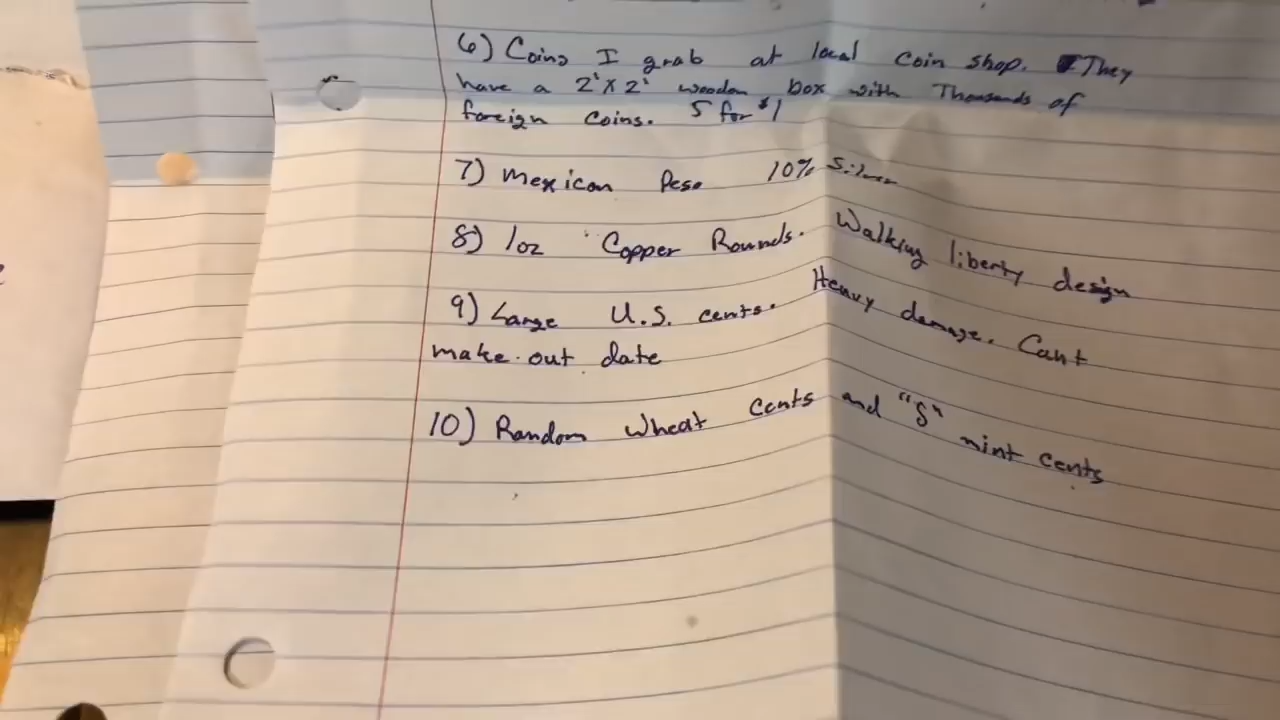 6) Coins I grab at local coin shop. They
have a 2'x2' wooden box with Thousands of
foreign coins. 5 for $1
7) Mexican Peso 10% Silver
8) 1oz Copper Rounds. Walking liberty design
9) Large U.S. cents. Heavy damage. Cant
make out date
10) Random Wheat Cents and "S" mint cents